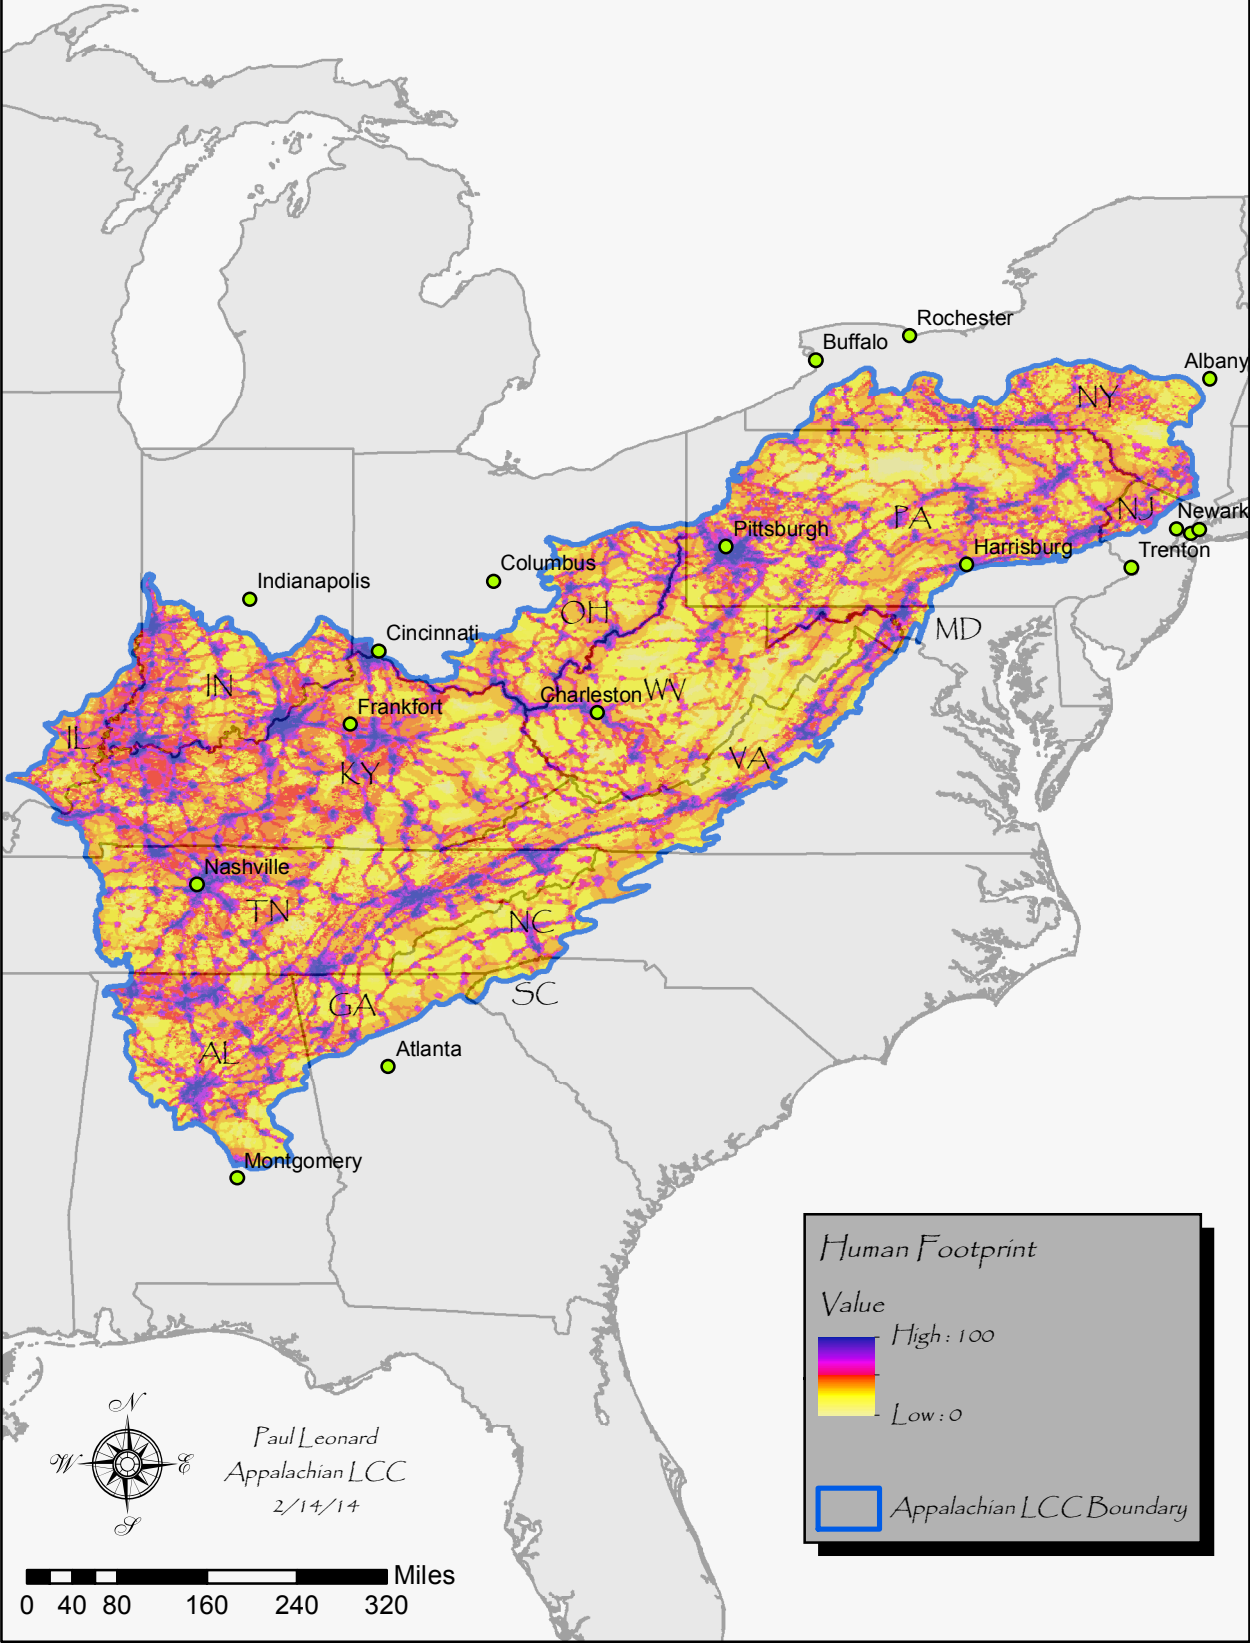 Rochester
Buffalo
Albany
NY
PA
NJ
Newark
Pittsburgh
Harrisburg
Trenton
Columbus
Indianapolis
OH
MD
Cincinnati
IN
Charleston
WV
Frankfort
IL
VA
KY
Nashville
TN
NC
GA
SC
AL
Atlanta
Montgomery
Human Footprint
Value
High : 100
Low : 0
Appalachian LCC Boundary
N
W
E
S
Paul Leonard
Appalachian LCC
2/14/14
Miles
0 40 80 160 240 320